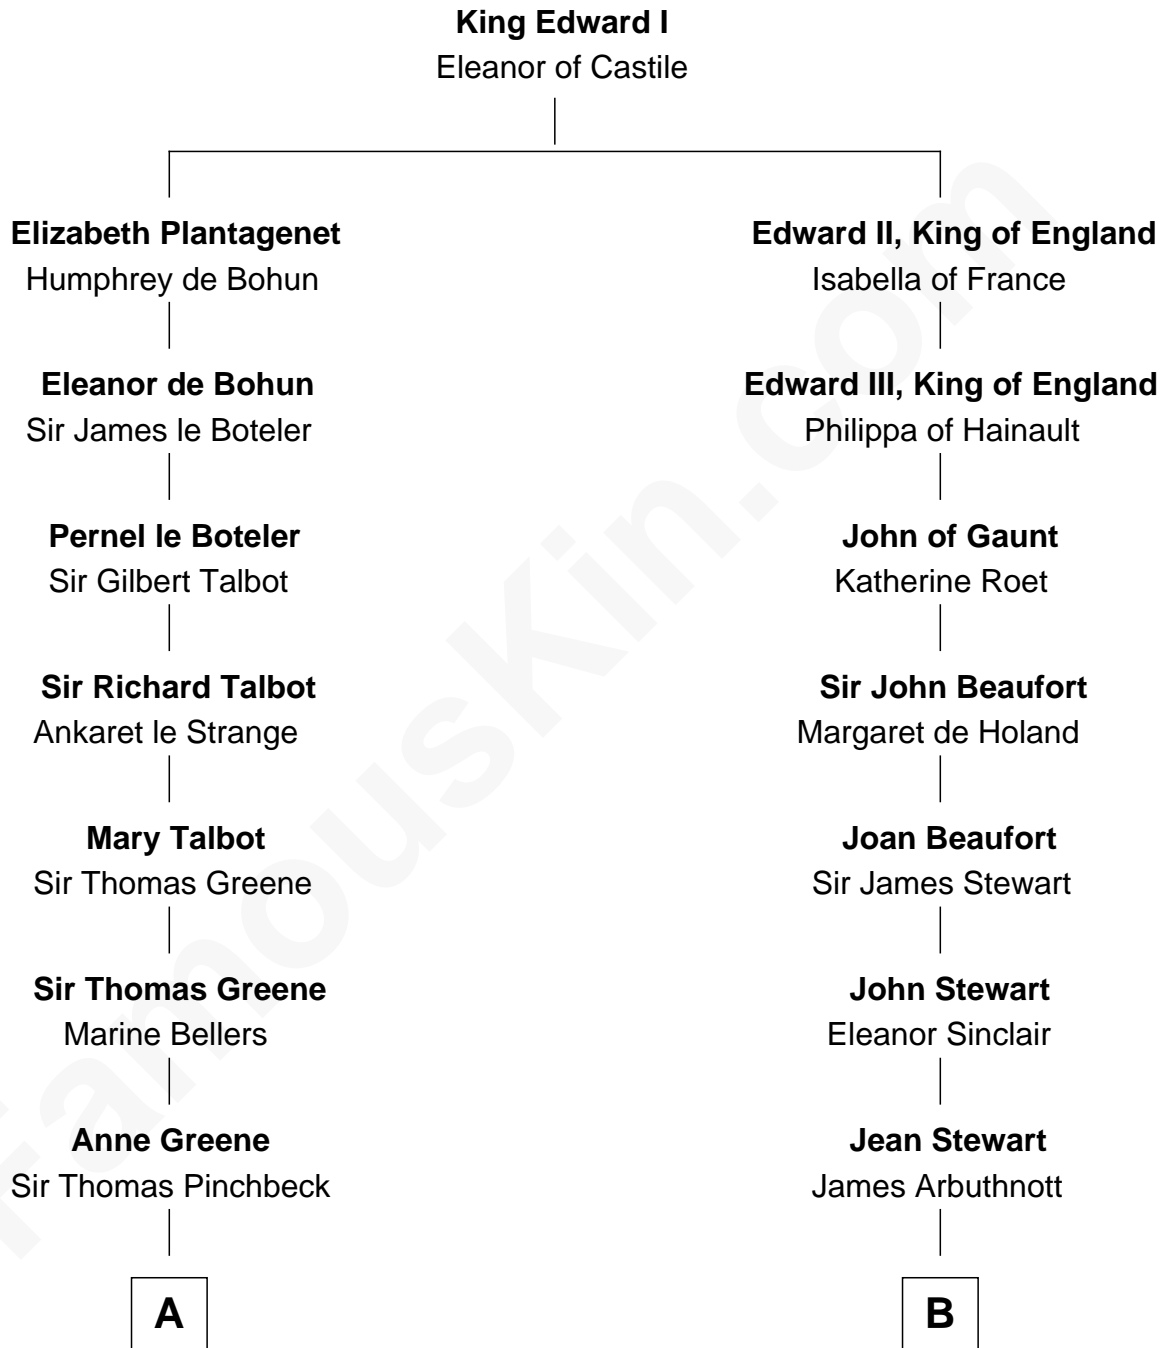 King Edward I
Eleanor of Castile
Elizabeth Plantagenet
Humphrey de Bohun
Edward II, King of England
Isabella of France
Eleanor de Bohun
Sir James le Boteler
Edward III, King of England
Philippa of Hainault
Pernel le Boteler
Sir Gilbert Talbot
John of Gaunt
Katherine Roet
Sir Richard Talbot
Ankaret le Strange
Sir John Beaufort
Margaret de Holand
Mary Talbot
Sir Thomas Greene
Joan Beaufort
Sir James Stewart
Sir Thomas Greene
Marine Bellers
John Stewart
Eleanor Sinclair
Anne Greene
Sir Thomas Pinchbeck
Jean Stewart
James Arbuthnott
A
B
FamousKin.com